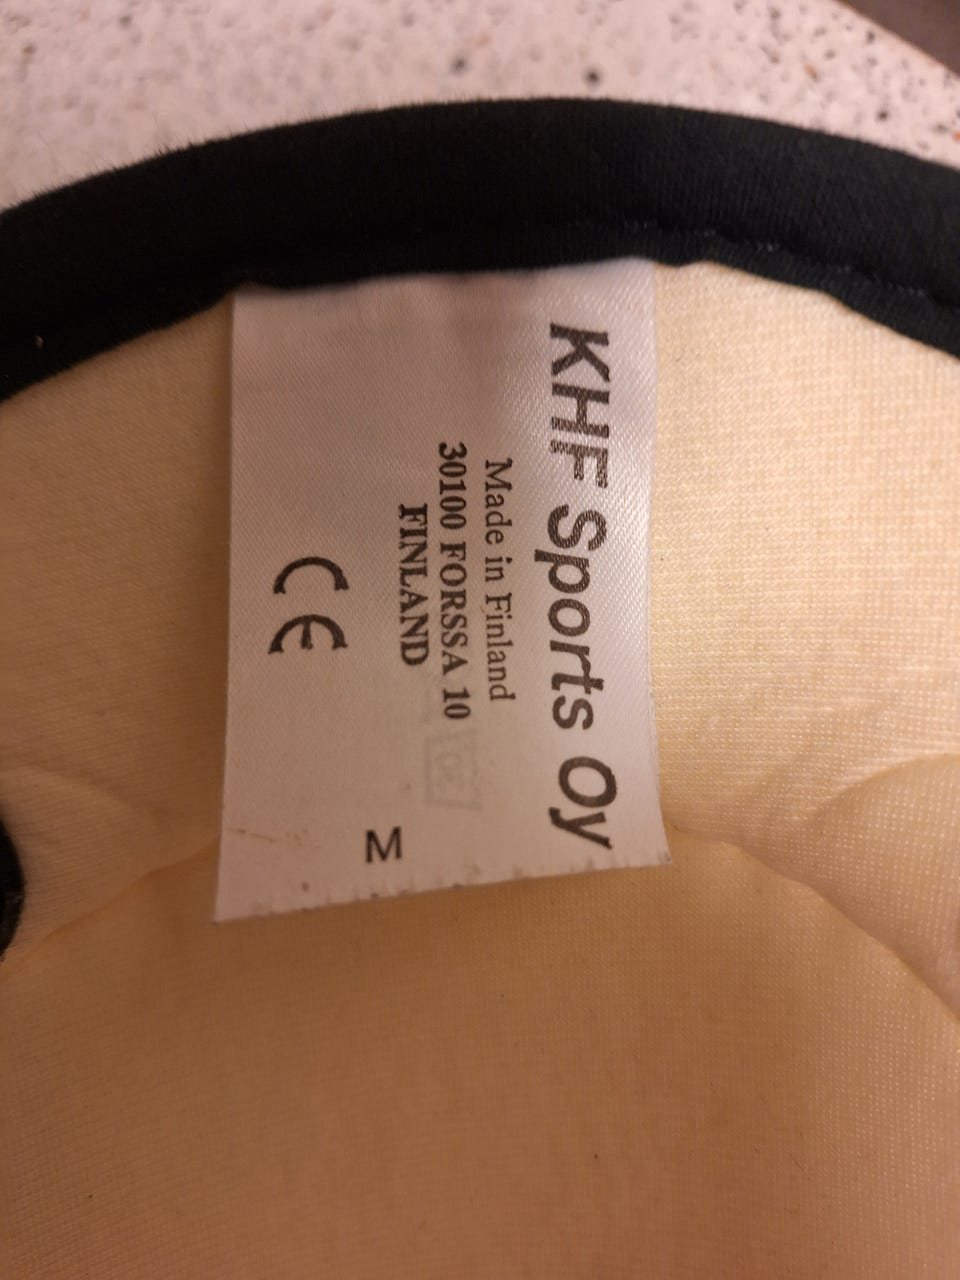 KHF Sports Oy
Made in Finland
30100 FORSSA 10
FINLAND
CE
M